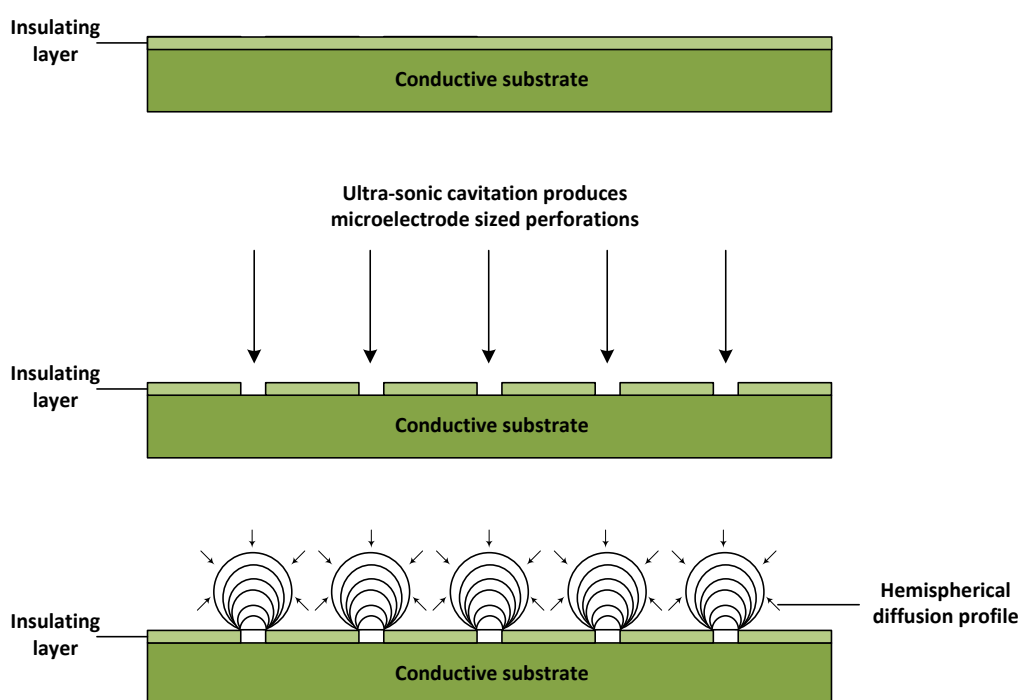 Insulating
layer
Conductive substrate
Ultra-sonic cavitation produces
microelectrode sized perforations
Insulating
layer
Conductive substrate
Hemispherical
diffusion profile
Insulating
layer
Conductive substrate